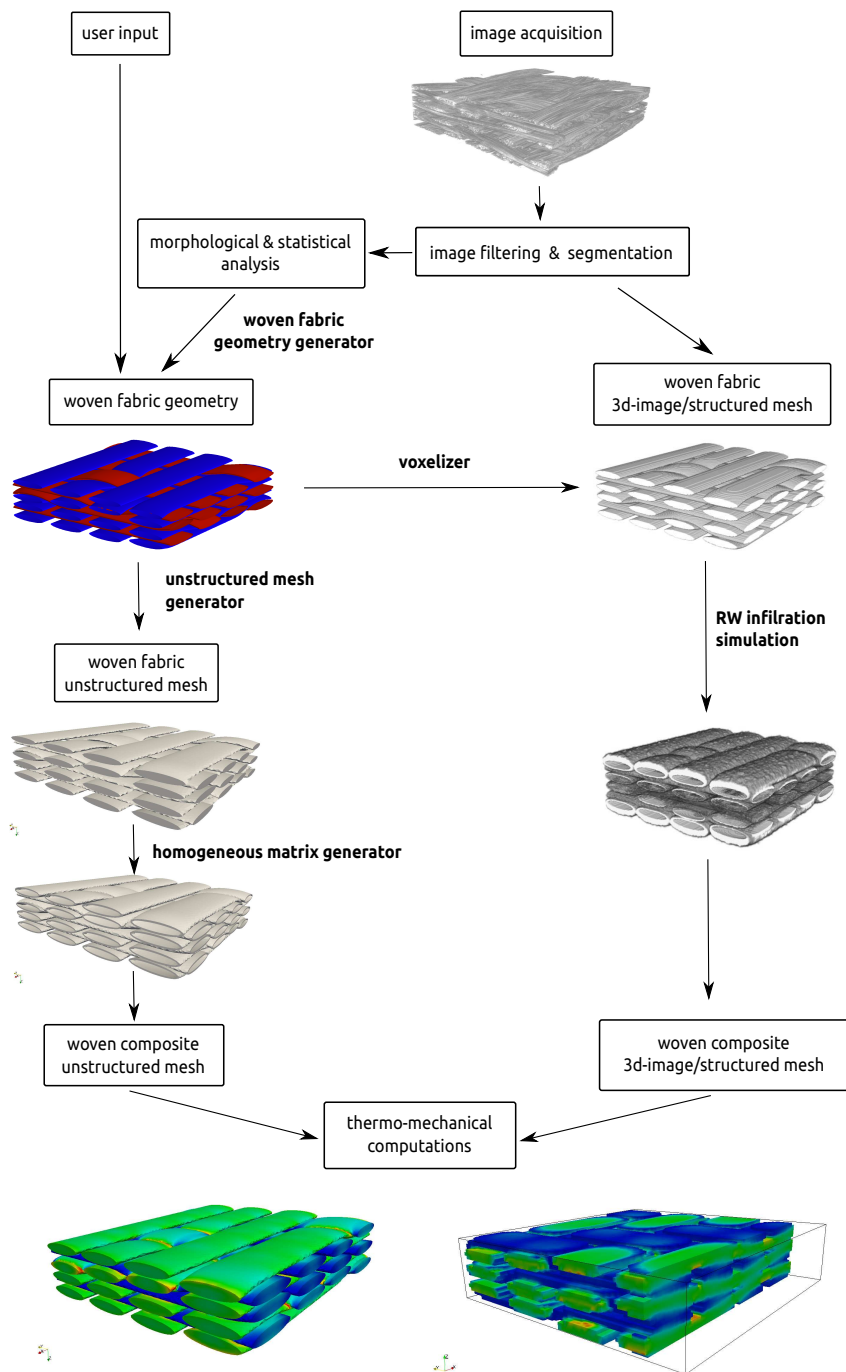 user input
image acquisition
morphological & statistical
analysis
image filtering & segmentation
woven fabric
geometry generator
woven fabric geometry
woven fabric
3d-image/structured mesh
voxelizer
unstructured mesh
generator
RW infilration
simulation
woven fabric
unstructured mesh
homogeneous matrix generator
woven composite
unstructured mesh
woven composite
3d-image/structured mesh
thermo-mechanical
computations